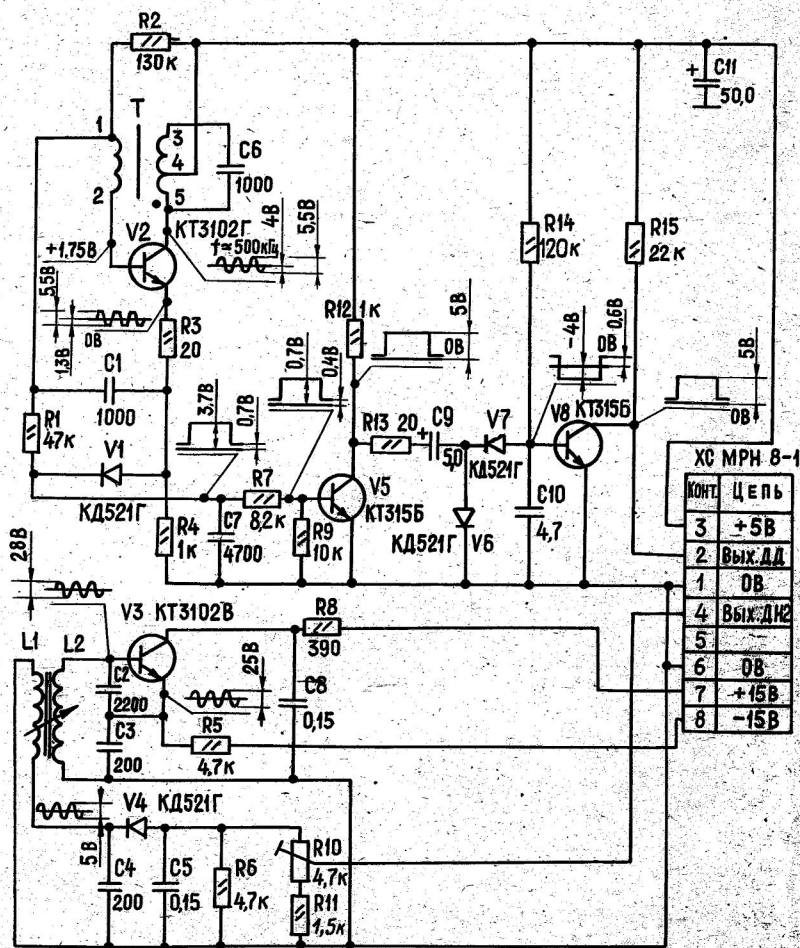 R2
130к
1
2
T
3
4
5
C6
1000
C11
+
50,0
V2
КТ3102Г
+1,75В
f≈500кГц
4В
5,5В
5,5В
1,3В
0В
R3
20
C1
1000
R1
47к
V1
КД521Г
R4
1к
3,7В
0,7В
0,7В
0,4В
R7
8,2к
C7
4700
R9
10к
R12 1к
5В
0В
R13 20
+
C9
5,0
V5
КТ315Б
V7
КД521Г
V6
КД521Г
R14
120к
R15
22к
-4В
0,6В
0В
V8
КТ315Б
C10
4,7
5В
0В
ХС МРН 8-1
Конт.
Цепь
3
+5В
2
Вых.ДД
1
0В
4
Вых.ДН2
5
6
0В
7
+15В
8
-15В
28В
L1
L2
V3 КТ3102В
C2
2200
C3
200
25В
R5
4,7к
C8
0,15
R8
390
5В
V4 КД521Г
C4
200
C5
0,15
R6
4,7к
R10
4,7к
R11
1,5к